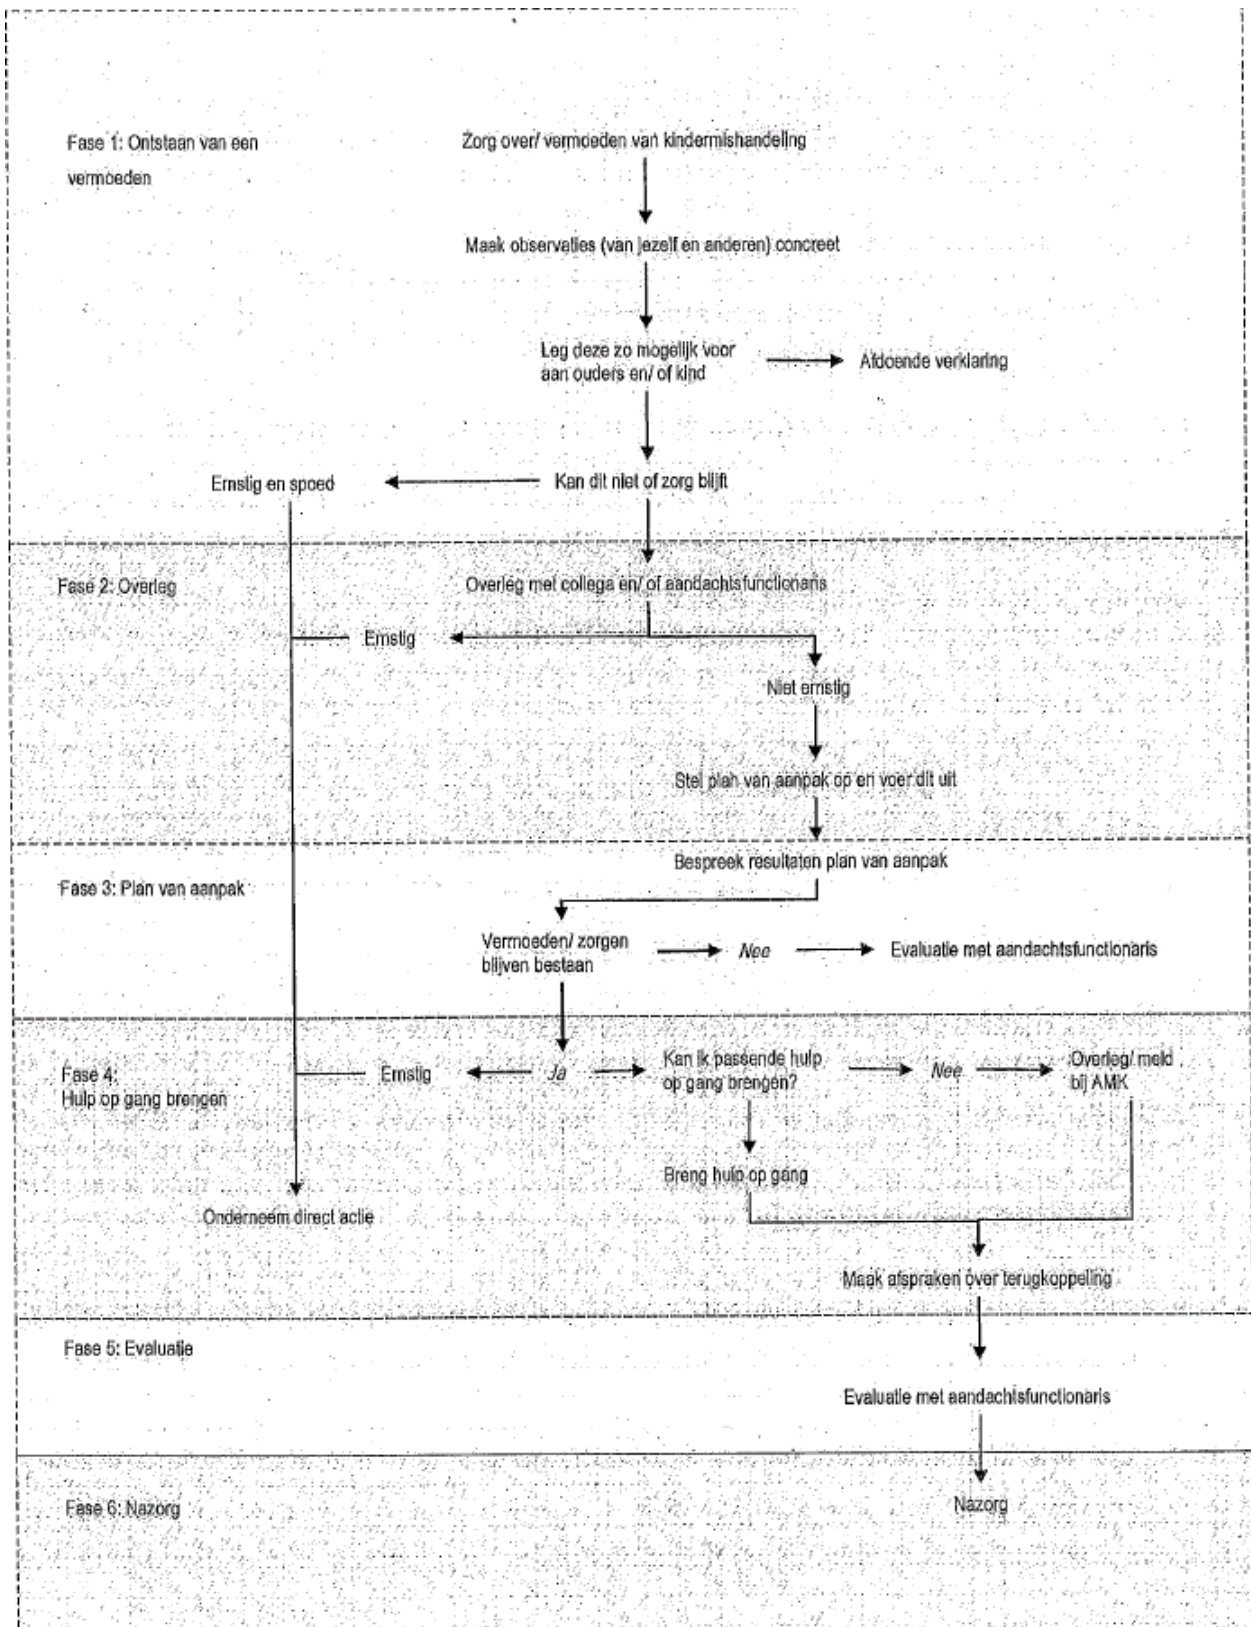 Fase 1: Ontstaan van een
vermoeden
Zorg over/ vermoeden van kindermishandeling
Maak observaties (van jezelf en anderen) concreet
Leg deze zo mogelijk voor
aan ouders en/ of kind
Afdoende verklaring
Kan dit niet of zorg blijft
Ernstig en spoed
Fase 2: Overleg
Overleg met collega en/ of aandachtsfunctionaris
Ernstig
Niet ernstig
Stel plan van aanpak op en voer dit uit
Fase 3: Plan van aanpak
Bespreek resultaten plan van aanpak
Vermoeden/ zorgen
blijven bestaan
Nee
Evaluatie met aandachtsfunctionaris
Fase 4:
Hulp op gang brengen
Ernstig
Ja
Kan ik passende hulp
op gang brengen?
Nee
Overleg/ meld
bij AMK
Breng hulp op gang
Onderneem direct actie
Maak afspraken over terugkoppeling
Fase 5: Evaluatie
Evaluatie met aandachtsfunctionaris
Fase 6: Nazorg
Nazorg